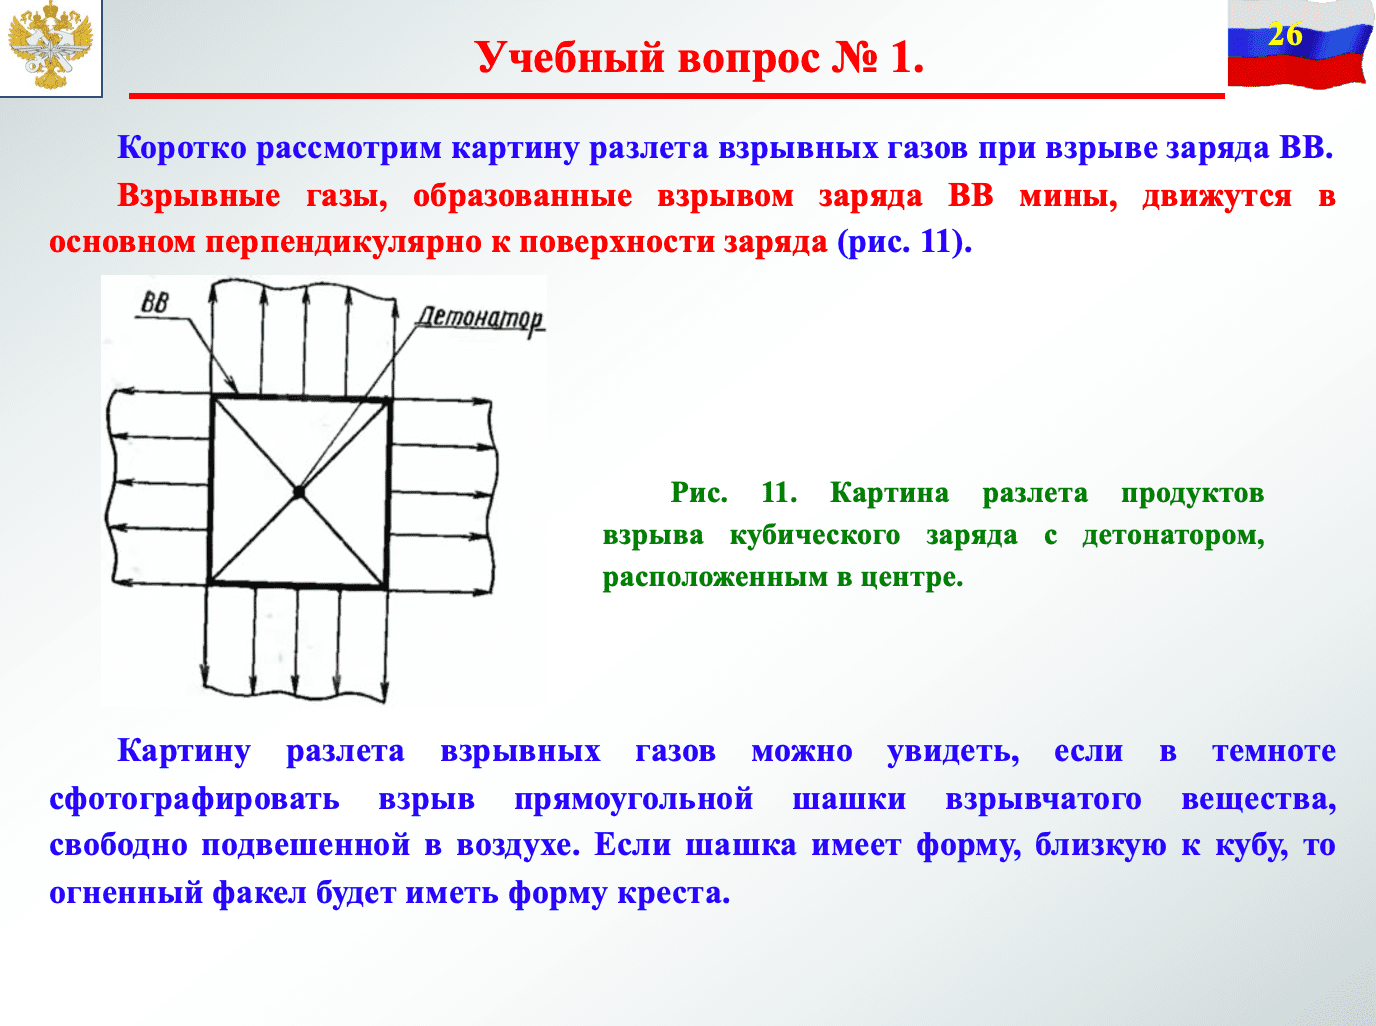 26
Учебный вопрос № 1.
Коротко рассмотрим картину разлета взрывных газов при взрыве заряда ВВ.
Взрывные газы, образованные взрывом заряда ВВ мины, движутся в
основном перпендикулярно к поверхности заряда (рис. 11).
ВВ
Детонатор
Рис. 11. Картина разлета продуктов
взрыва кубического заряда с детонатором,
расположенным в центре.
Картину разлета взрывных газов можно увидеть, если в темноте
сфотографировать взрыв прямоугольной шашки взрывчатого вещества,
свободно подвешенной в воздухе. Если шашка имеет форму, близкую к кубу, то
огненный факел будет иметь форму креста.